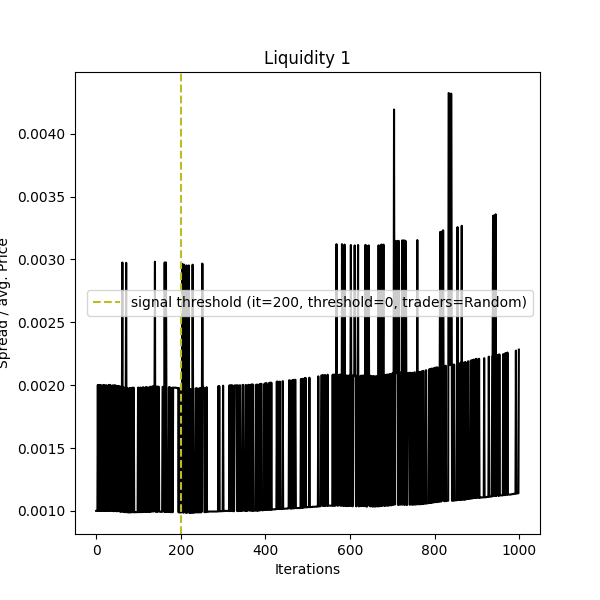 Liquidity 1
0.0040
0.0035
0.0030
0.0025
0.0020
0.0015
0.0010
Spread / avg. Price
signal threshold (it=200, threshold=0, traders=Random)
0 200 400 600 800 1000
Iterations